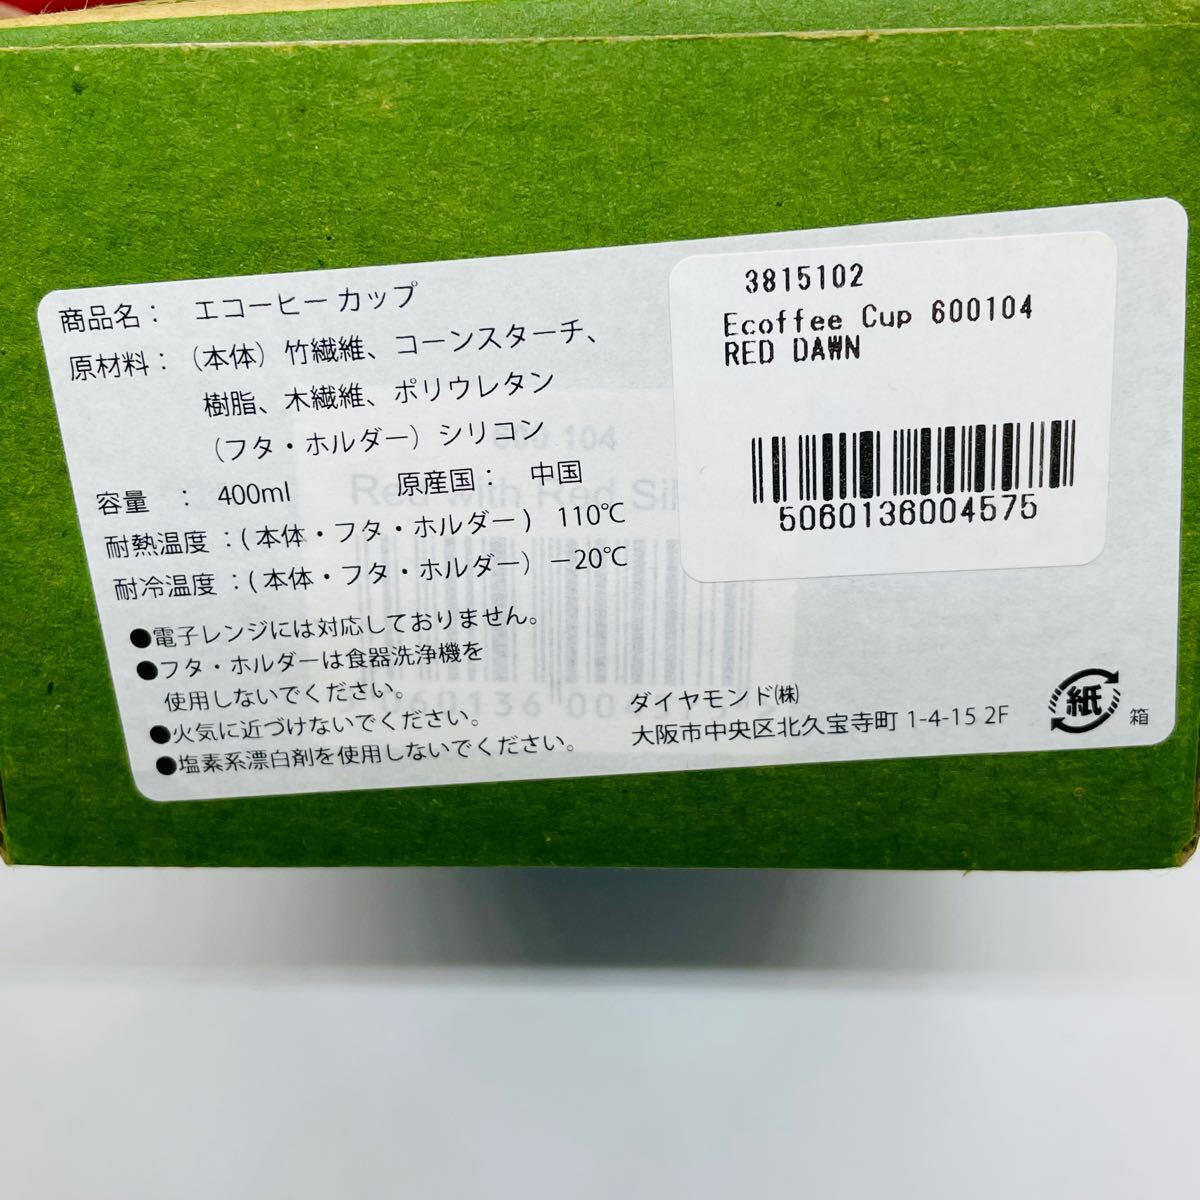 商品名： エコーヒー カップ
原材料：（本体）竹繊維、コーンスターチ、
樹脂、木繊維、ポリウレタン
（フタ・ホルダー）シリコン
容量 ： 400ml 原産国： 中国
耐熱温度：(本体・フタ・ホルダー) 110℃
耐冷温度：(本体・フタ・ホルダー) －20℃
●電子レンジには対応しておりません。
●フタ・ホルダーは食器洗浄機を
使用しないでください。
●火気に近づけないでください。
●塩素系漂白剤を使用しないでください。
ダイヤモンド㈱
大阪市中央区北久宝寺町 1-4-15 2F
紙
箱
3815102
Ecoffee Cup 600104
RED DAWN
5060136004575
104
Red with Red Sil
060136 004